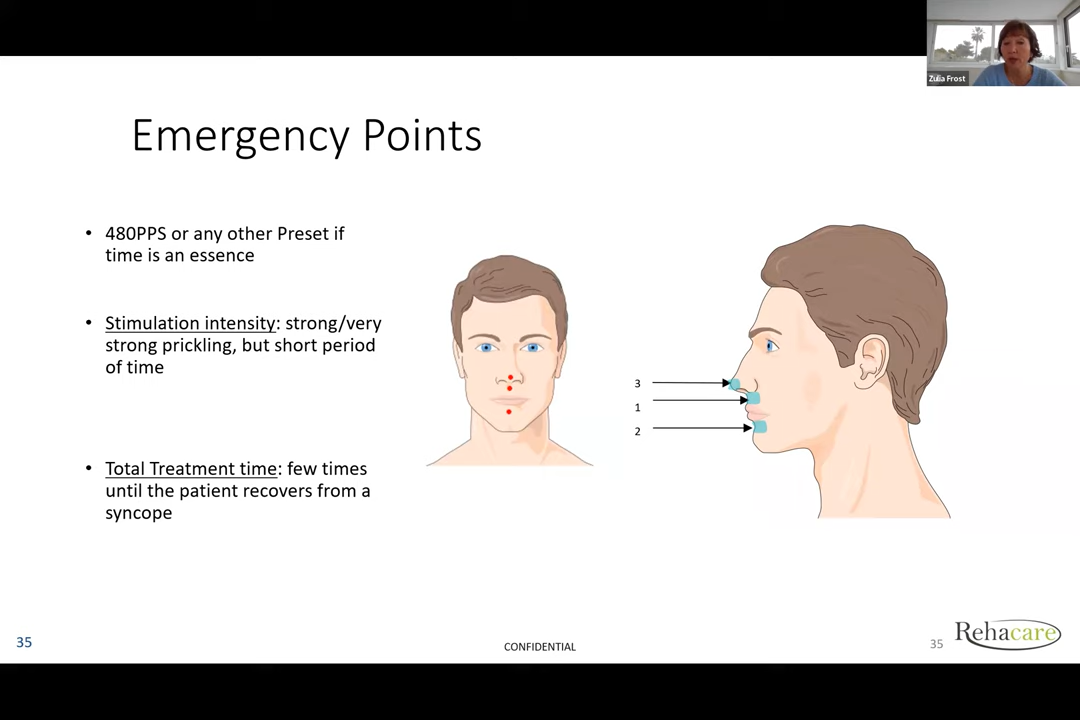 Zulia Frost
Emergency Points
• 480PPS or any other Preset if
time is an essence
• Stimulation intensity: strong/very
strong prickling, but short period
of time
• Total Treatment time: few times
until the patient recovers from a
syncope
3
1
2
35
CONFIDENTIAL
35
Rehacare